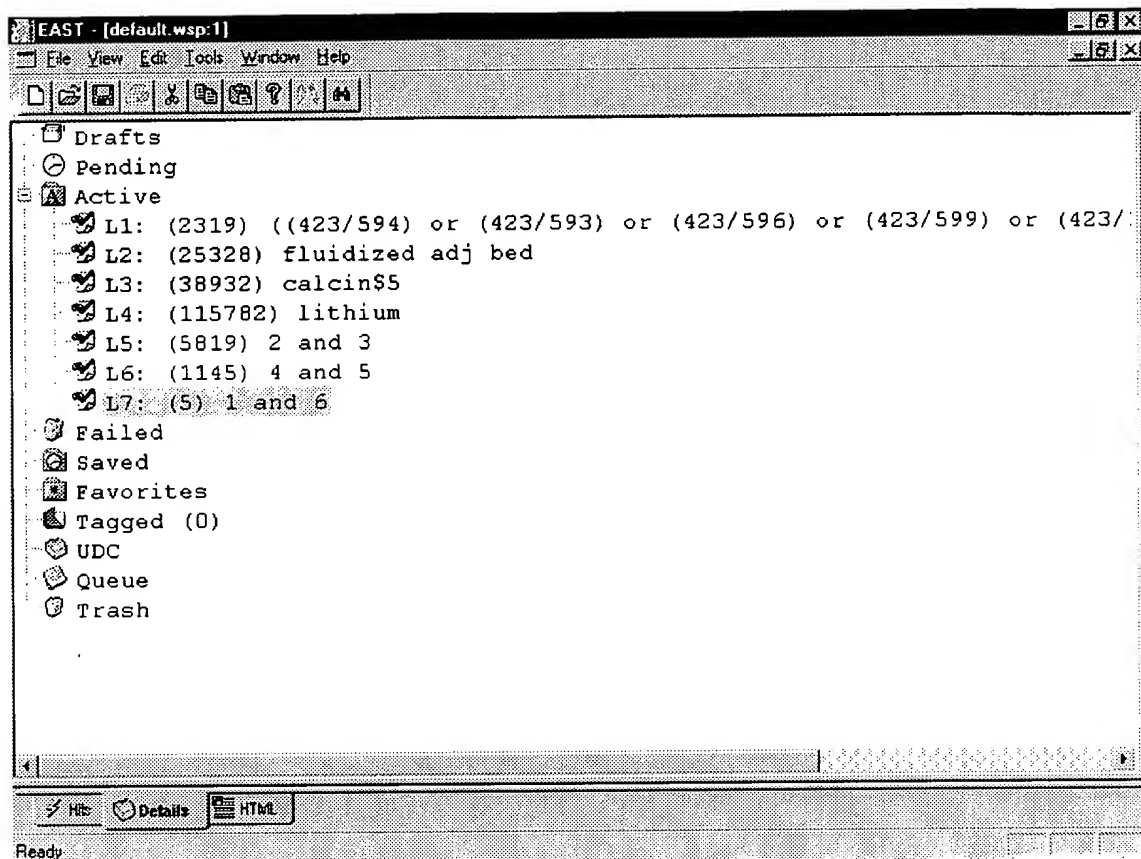 EAST - [default.wsp:1]
File View Edit Tools Window Help
Drafts
Pending
Active
L1: (2319) ((423/594) or (423/593) or (423/596) or (423/599) or (423/
L2: (25328) fluidized adj bed
L3: (38932) calcin$5
L4: (115782) lithium
L5: (5819) 2 and 3
L6: (1145) 4 and 5
L7: (5) 1 and 6
Failed
Saved
Favorites
Tagged (0)
UDC
Queue
Trash
Hits Details HTML
Ready